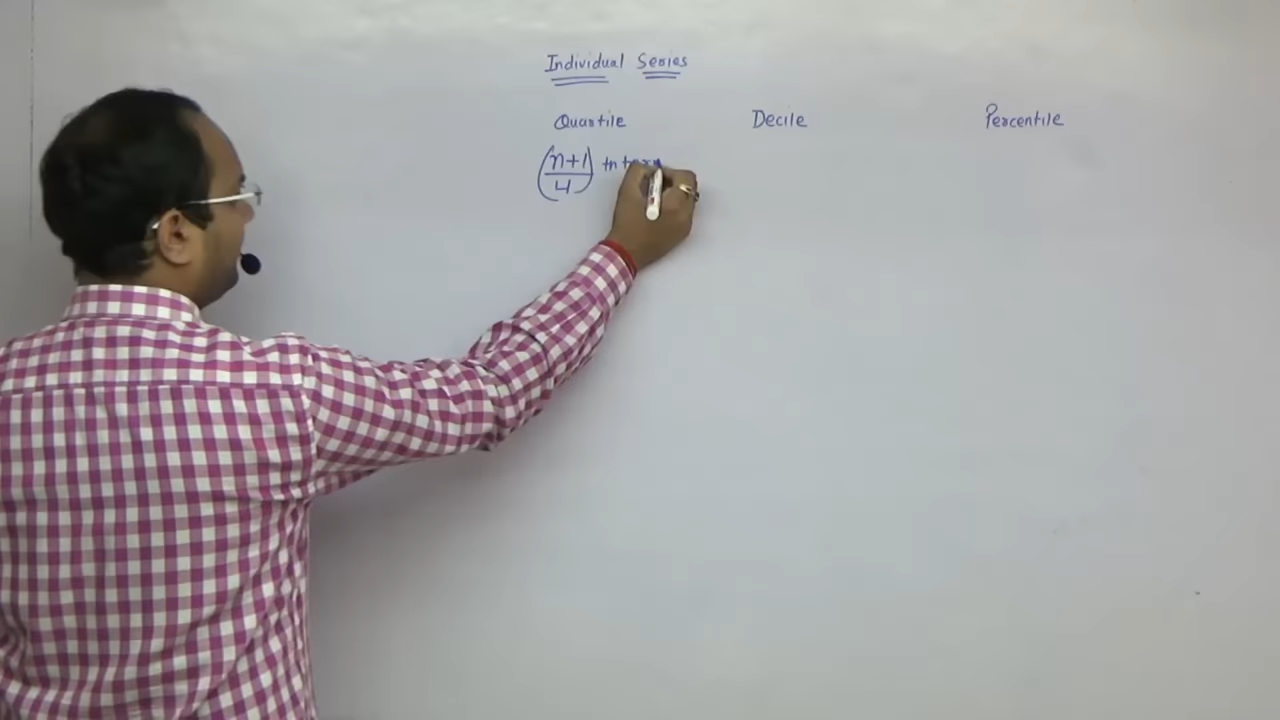 Individual Series
Quartile Decile Percentile
(n+1/4) th term